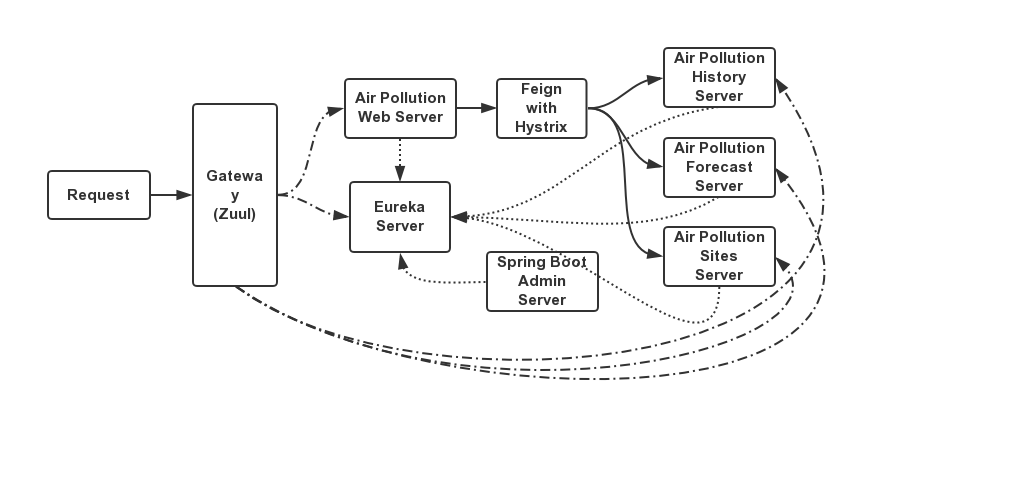 Request
Gatewa
y
(Zuul)
Air Pollution
Web Server
Eureka
Server
Feign
with
Hystrix
Spring Boot
Admin
Server
Air Pollution
History
Server
Air Pollution
Forecast
Server
Air Pollution
Sites
Server